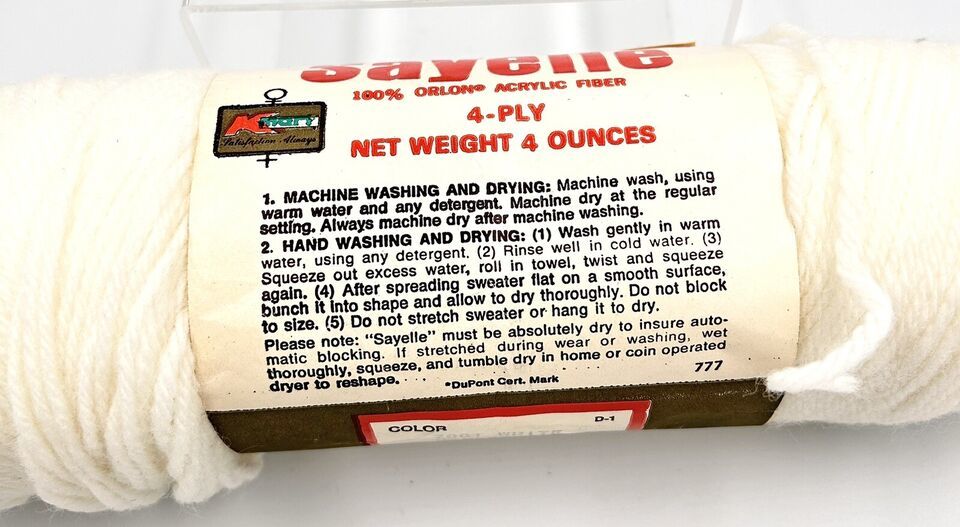 Sayelle
100% ORLON® ACRYLIC FIBER
4-PLY
NET WEIGHT 4 OUNCES
Kmart
Satisfaction Always
1. MACHINE WASHING AND DRYING: Machine wash, using
warm water and any detergent. Machine dry at the regular
setting. Always machine dry after machine washing.
2. HAND WASHING AND DRYING: (1) Wash gently in warm
water, using any detergent. (2) Rinse well in cold water. (3)
Squeeze out excess water, roll in towel, twist and squeeze
again. (4) After spreading sweater flat on a smooth surface,
bunch it into shape and allow to dry thoroughly. Do not block
to size. (5) Do not stretch sweater or hang it to dry.
Please note: "Sayelle" must be absolutely dry to insure auto-
matic blocking. If stretched during wear or washing, wet
thoroughly, squeeze, and tumble dry in home or coin operated
dryer to reshape.
*DuPont Cert. Mark
777
COLOR
D-1
WHITE